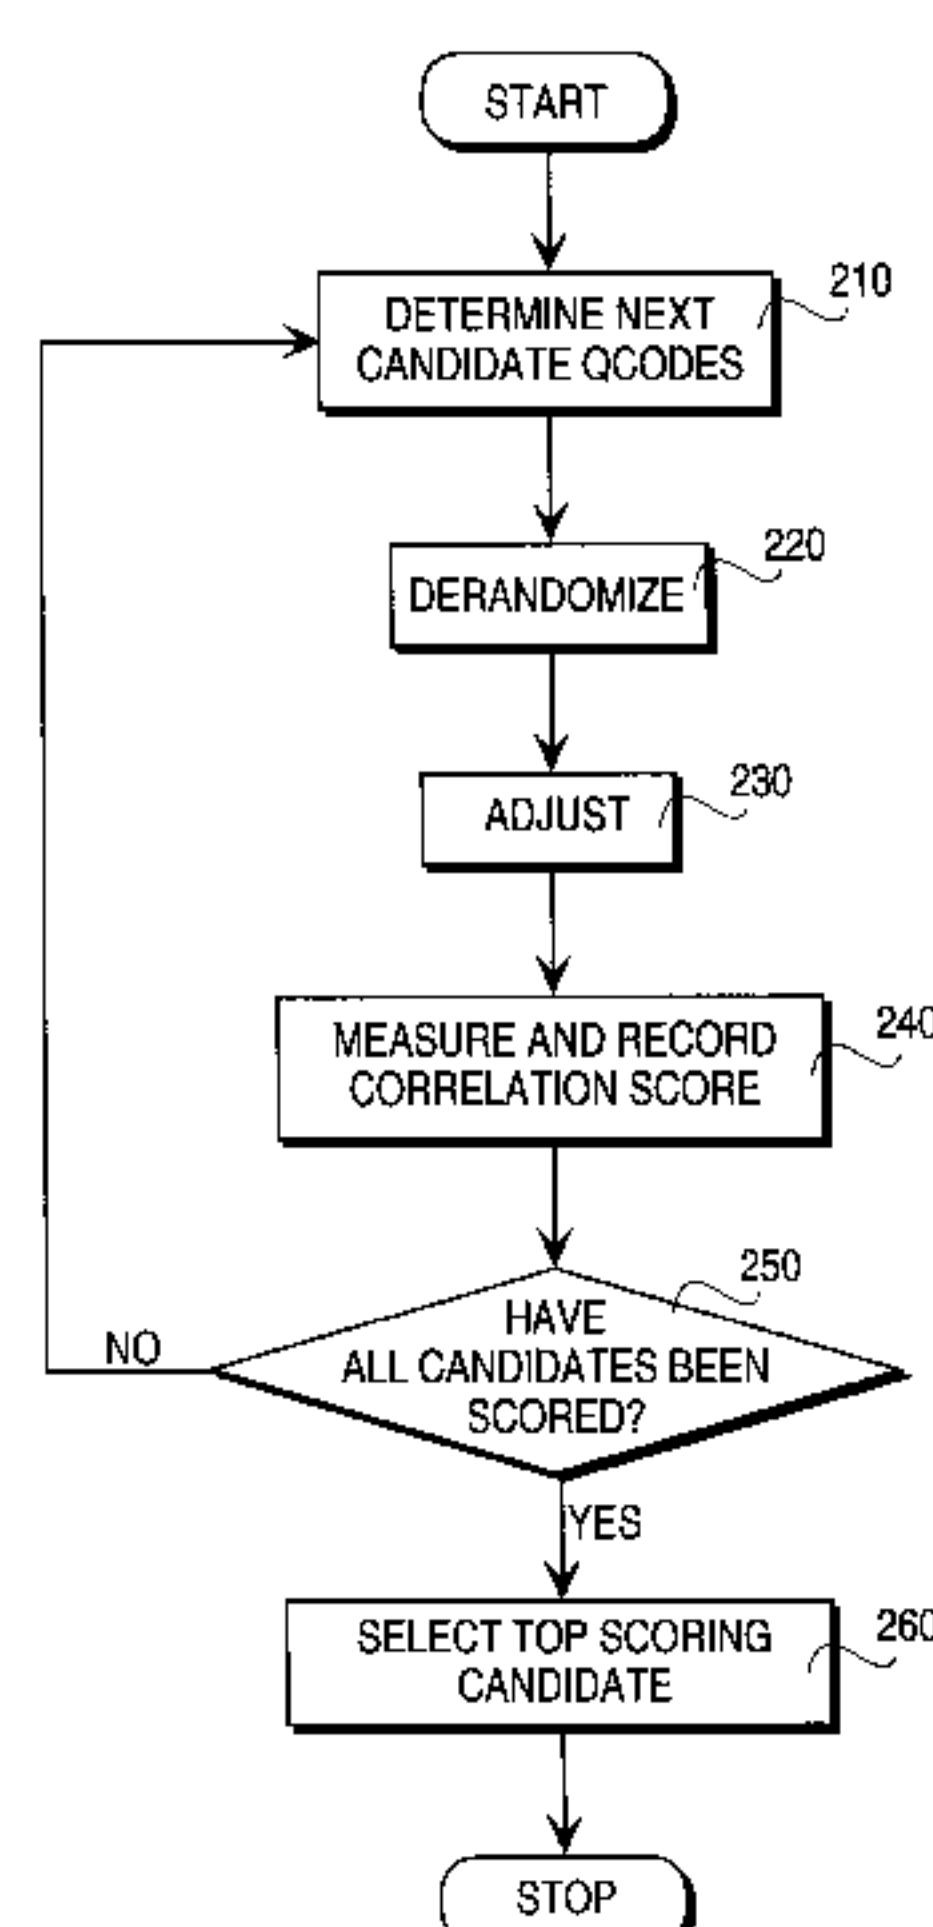 START
210
DETERMINE NEXT
CANDIDATE QCODES
220
DERANDOMIZE
230
ADJUST
240
MEASURE AND RECORD
CORRELATION SCORE
250
HAVE
ALL CANDIDATES BEEN
SCORED?
NO
YES
260
SELECT TOP SCORING
CANDIDATE
STOP